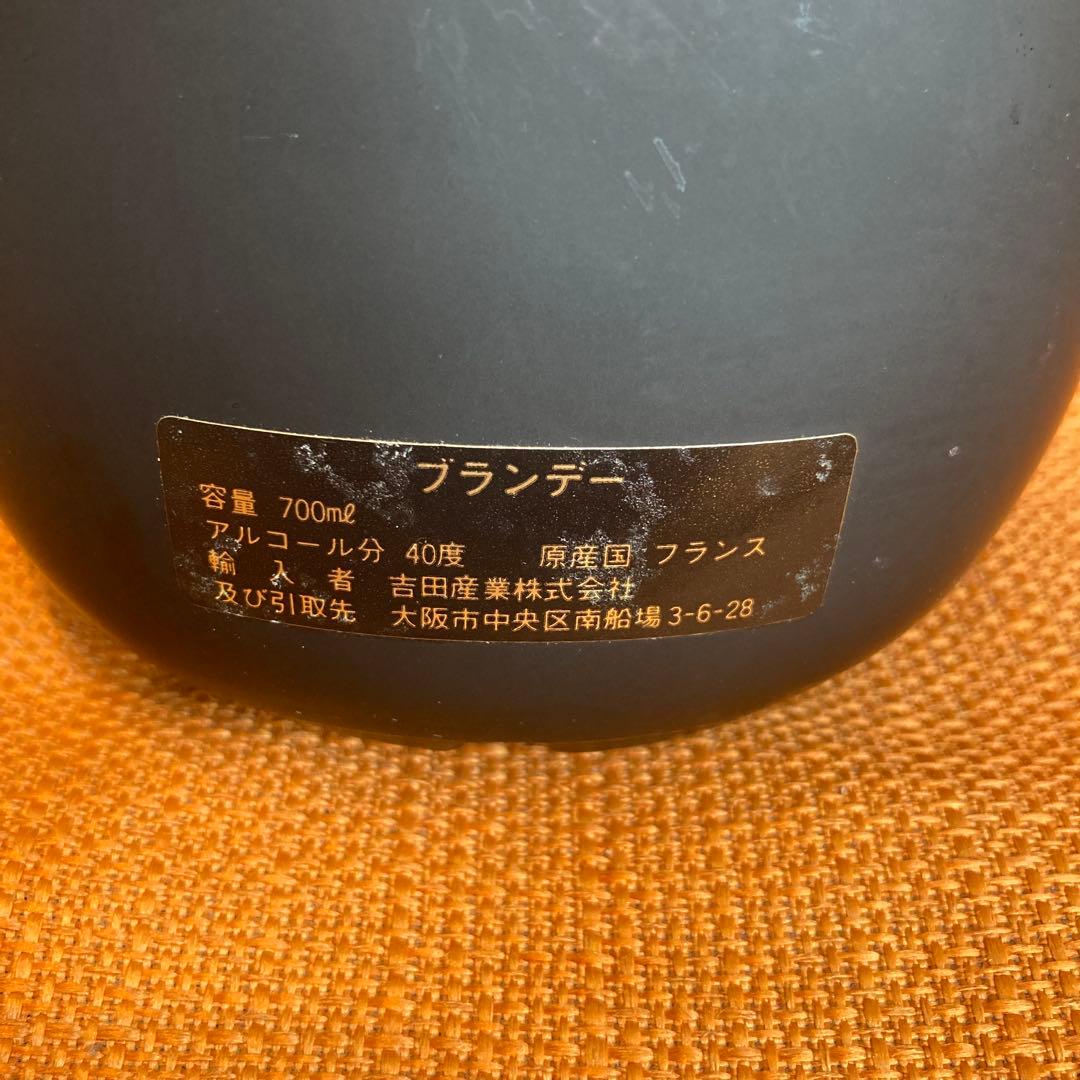 ブランデー
容量 700mℓ
アルコール分 40度 原産国 フランス
輸入者 吉田産業株式会社
及び引取先 大阪市中央区南船場3-6-28